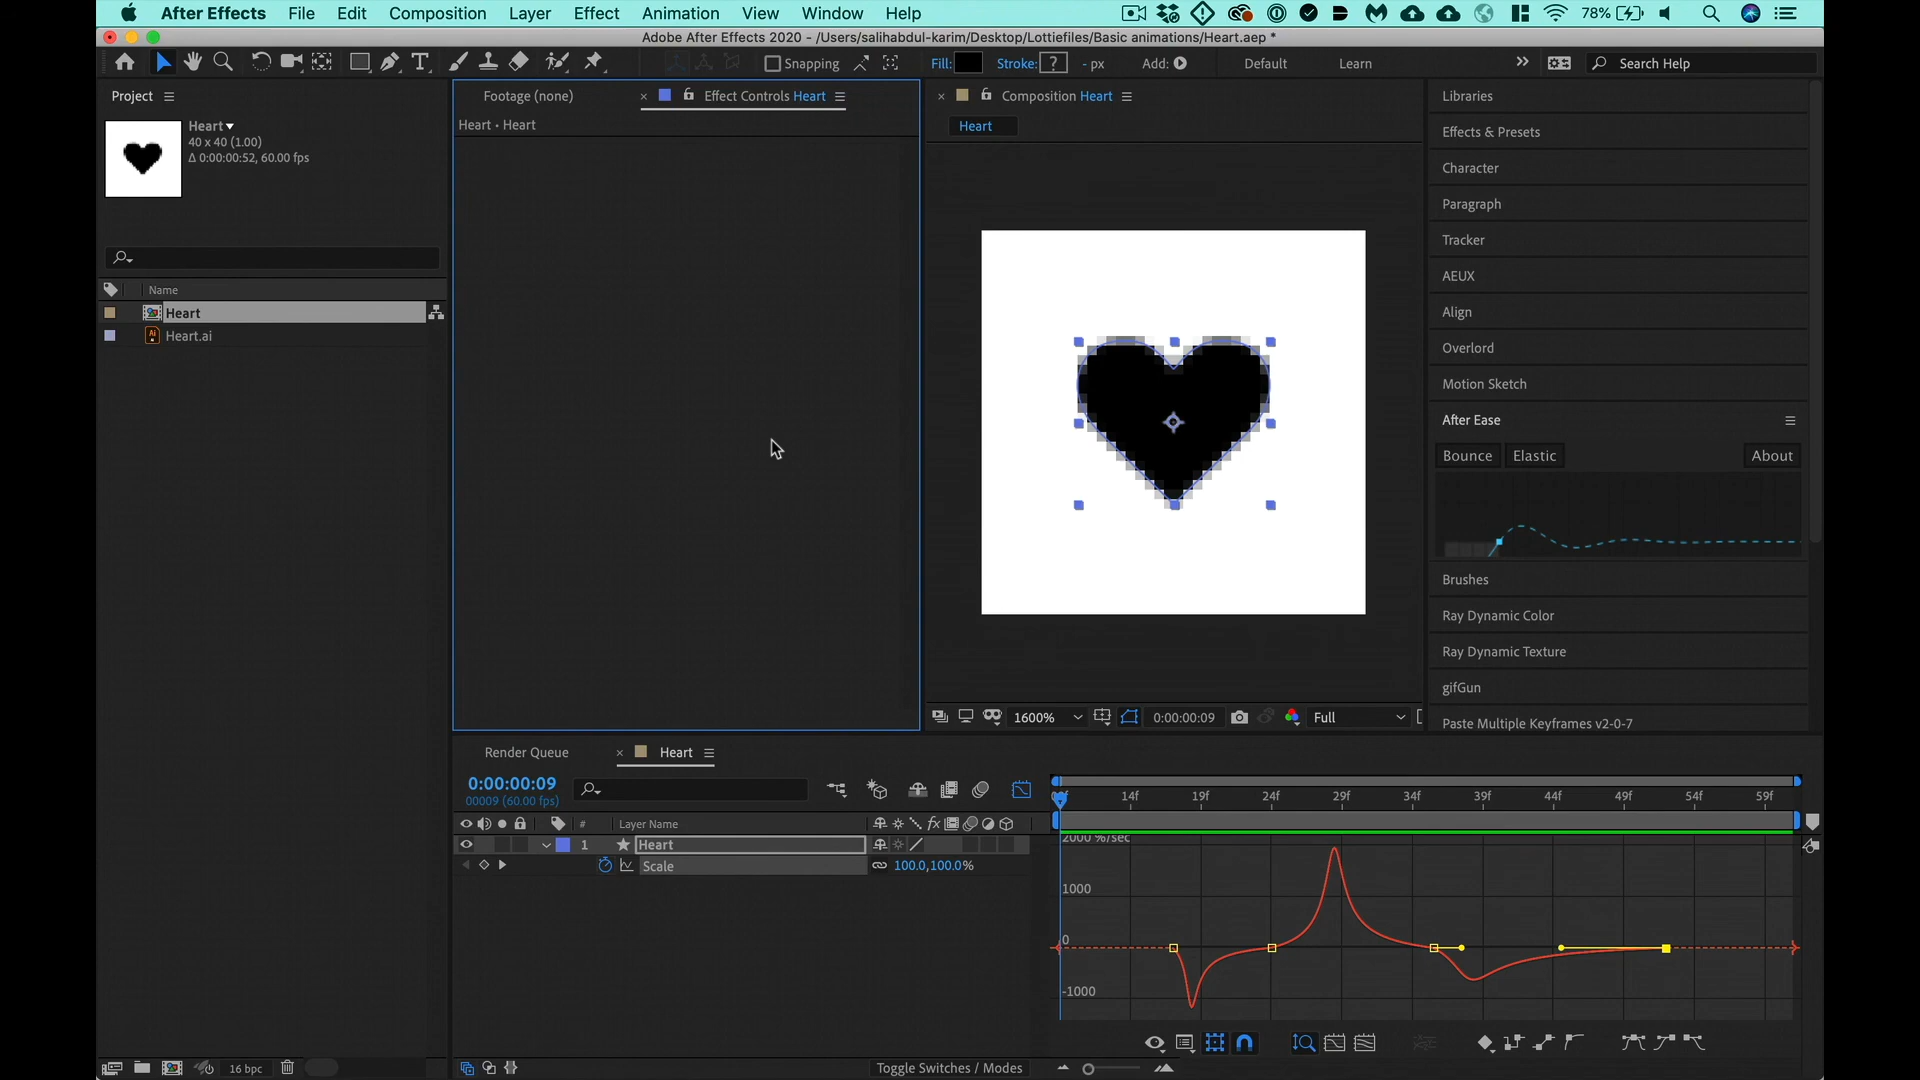 After Effects File Edit Composition Layer Effect Animation View Window Help 78%
Adobe After Effects 2020 - /Users/salihabdul-karim/Desktop/Lottiefiles/Basic animations/Heart.aep *
T Snapping Fill: Stroke: ? - px Add: Default Learn Search Help
Project
Heart
40 x 40 (1.00)
Δ 0:00:00:52, 60.00 fps
Name
Heart
Ai Heart.ai
16 bpc
Footage (none) Effect Controls Heart
Heart • Heart
Composition Heart
Heart
1600% 0:00:00:09 Full
Libraries
Effects & Presets
Character
Paragraph
Tracker
AEUX
Align
Overlord
Motion Sketch
After Ease
Bounce Elastic About
Brushes
Ray Dynamic Color
Ray Dynamic Texture
gifGun
Paste Multiple Keyframes v2-0-7
Render Queue Heart
0:00:00:09
00009 (60.00 fps)
# Layer Name fx
1 Heart
Scale 100.0,100.0%
Toggle Switches / Modes
14f 19f 24f 29f 34f 39f 44f 49f 54f 59f
2000 %/sec
1000
0
-1000